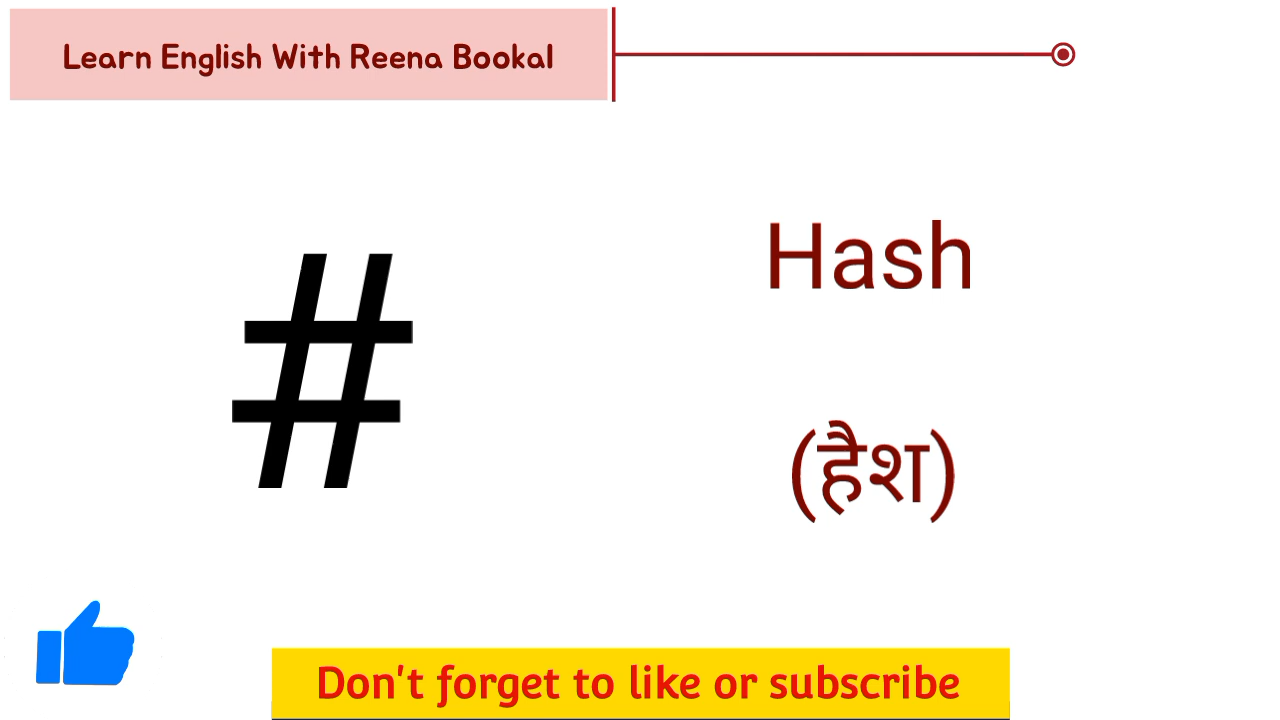 Learn English With Reena Bookal
#
Hash
(हैश)
Don't forget to like or subscribe